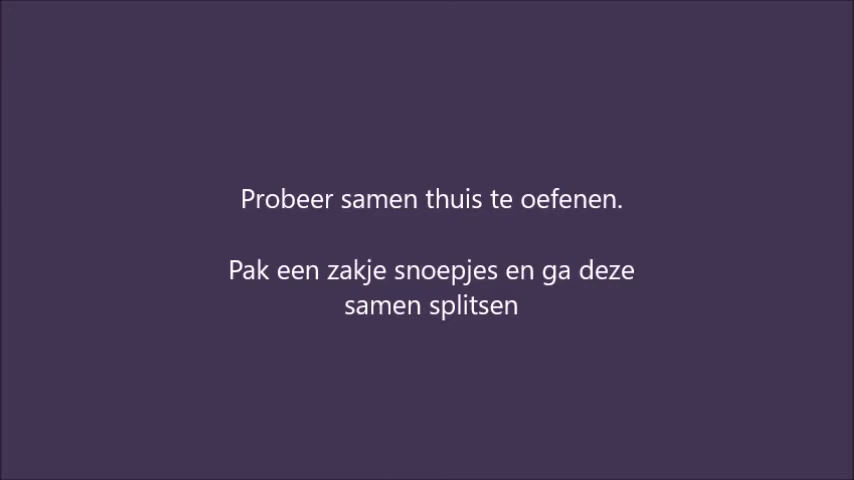 Probeer samen thuis te oefenen.
Pak een zakje snoepjes en ga deze
samen splitsen